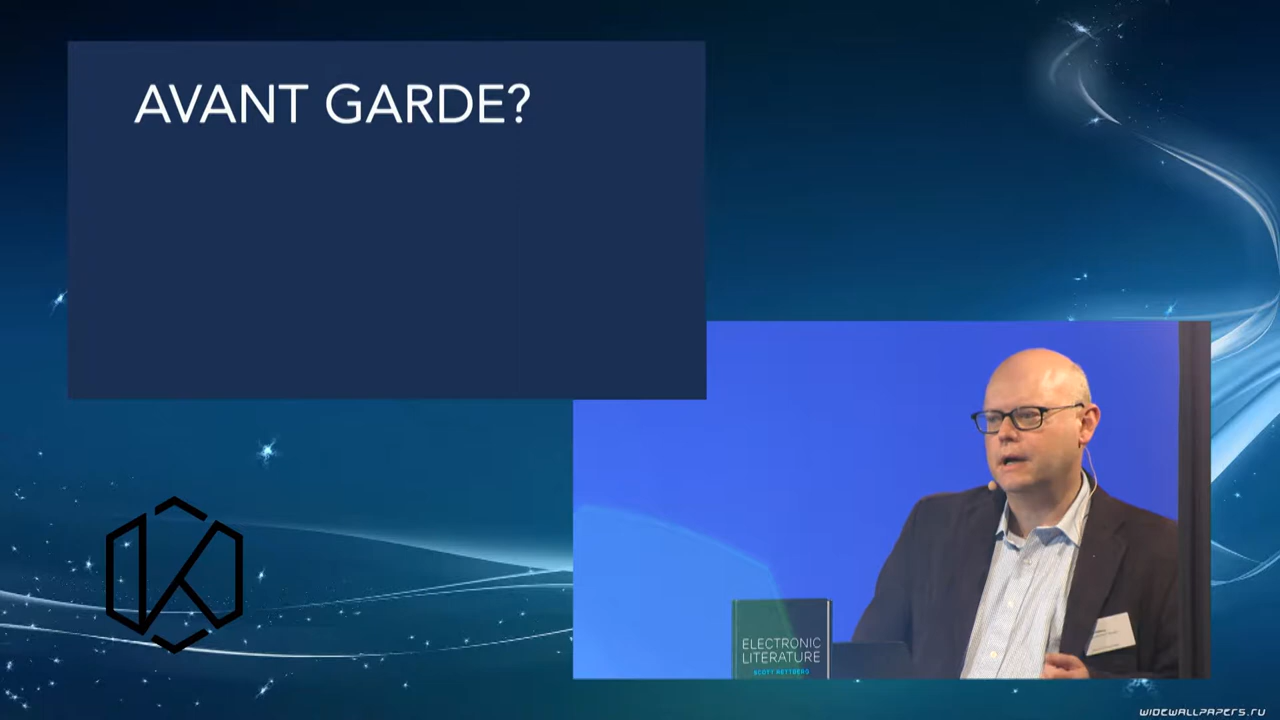 AVANT GARDE?
ELECTRONIC
LITERATURE
SCOTT RETTBERG
WIDEWALLPAPERS.RU